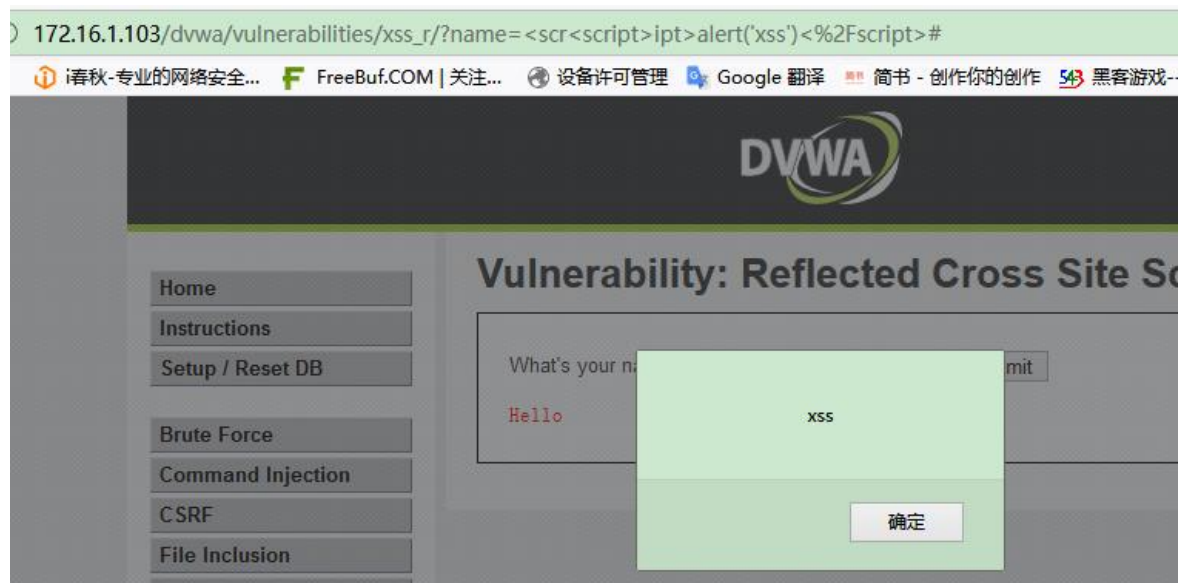 172.16.1.103/dvwa/vulnerabilities/xss_r/?name=<scr<script>ipt>alert('xss')<%2Fscript>#
i春秋-专业的网络安全... FreeBuf.COM | 关注... 设备许可管理 Google 翻译 简书 - 创作你的创作 543 黑客游戏--
DVWA
Vulnerability: Reflected Cross Site Sc
Home
Instructions
Setup / Reset DB
Brute Force
Command Injection
CSRF
File Inclusion
What's your na
mit
Hello
xss
确定